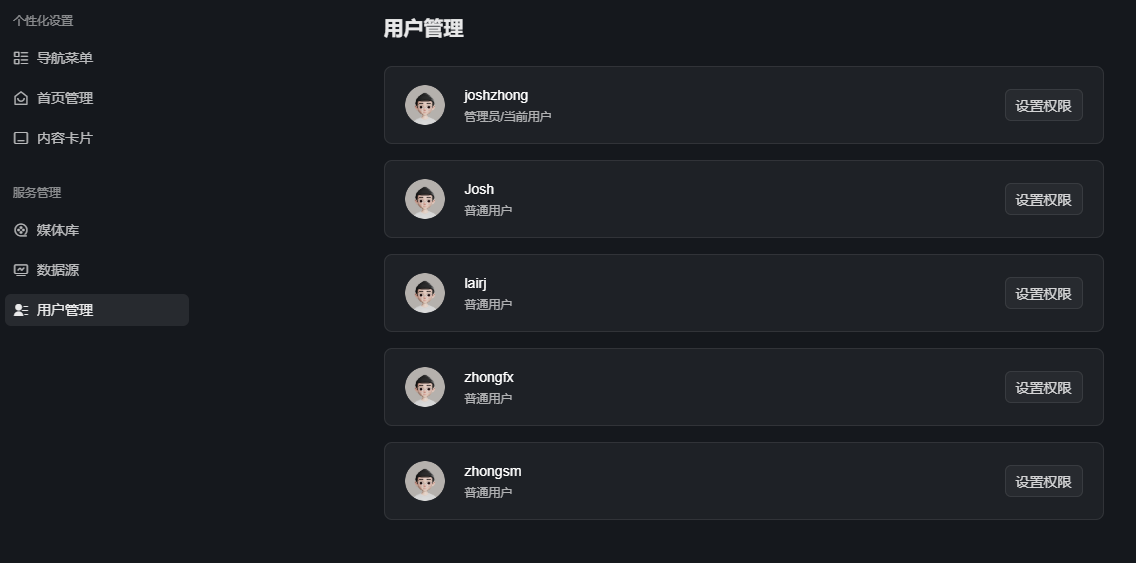 个性化设置
导航菜单
首页管理
内容卡片
服务管理
媒体库
数据源
用户管理
用户管理
joshzhong
管理员/当前用户
设置权限
Josh
普通用户
设置权限
lairj
普通用户
设置权限
zhongfx
普通用户
设置权限
zhongsm
普通用户
设置权限